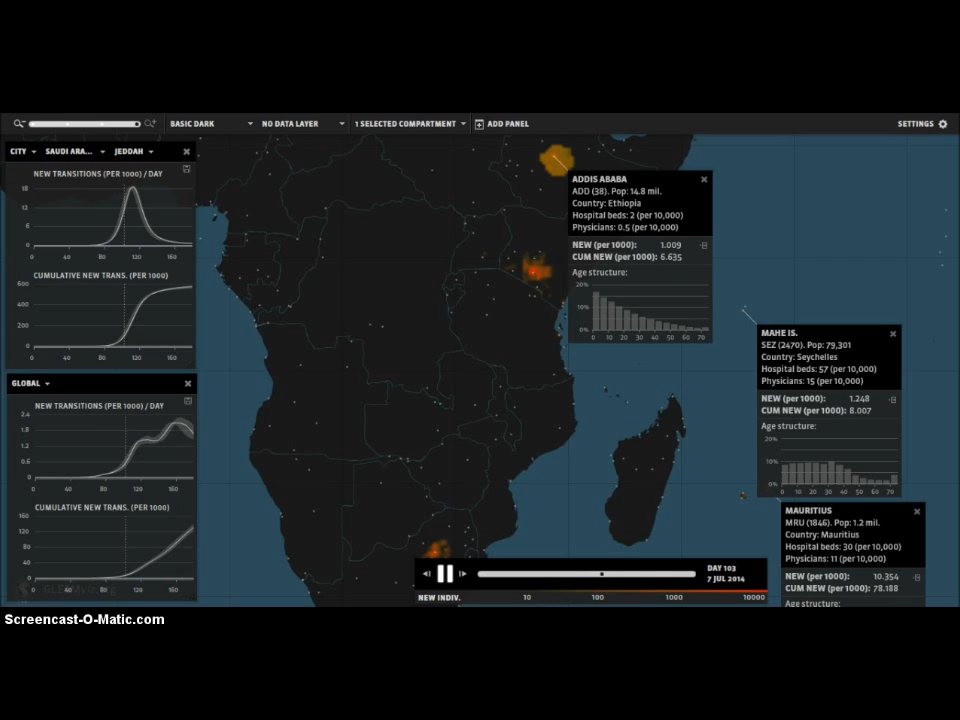 BASIC DARK
NO DATA LAYER
1 SELECTED COMPARTMENT
ADD PANEL
SETTINGS
CITY
SAUDI ARA...
JEDDAH
NEW TRANSITIONS (PER 1000) / DAY
18
12
6
0
0 40 80 120 160
CUMULATIVE NEW TRANS. (PER 1000)
600
400
200
0
0 40 80 120 160
GLOBAL
NEW TRANSITIONS (PER 1000) / DAY
2.4
1.8
1.2
0.6
0
0 40 80 120 160
CUMULATIVE NEW TRANS. (PER 1000)
160
120
80
40
0
0 40 80 120 160
ADDIS ABABA
ADD (38). Pop: 14.8 mil.
Country: Ethiopia
Hospital beds: 2 (per 10,000)
Physicians: 0.5 (per 10,000)
NEW (per 1000): 1.009
CUM NEW (per 1000): 6.635
Age structure:
20%
10%
0%
0 10 20 30 40 50 60 70
MAHE IS.
SEZ (2470). Pop: 79,301
Country: Seychelles
Hospital beds: 57 (per 10,000)
Physicians: 15 (per 10,000)
NEW (per 1000): 1.248
CUM NEW (per 1000): 8.007
Age structure:
20%
10%
0%
0 10 20 30 40 50 60 70
MAURITIUS
MRU (1846). Pop: 1.2 mil.
Country: Mauritius
Hospital beds: 30 (per 10,000)
Physicians: 11 (per 10,000)
NEW (per 1000): 10.354
CUM NEW (per 1000): 78.188
Age structure:
DAY 103
7 JUL 2014
NEW INDIV. 10 100 1000 10000
Screencast-O-Matic.com